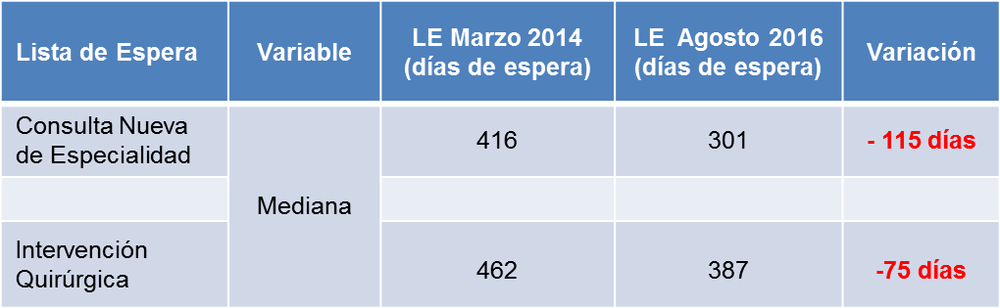 Lista de Espera
Variable
LE Marzo 2014
(días de espera)
LE Agosto 2016
(días de espera)
Variación
Consulta Nueva
de Especialidad
Mediana
416
301
- 115 días
Intervención
Quirúrgica
462
387
-75 días